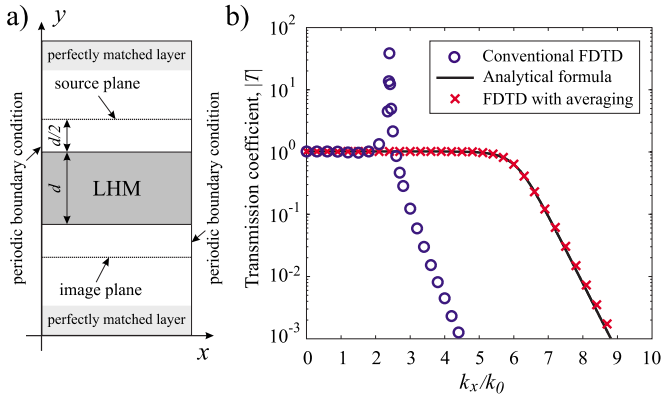 a)
y
perfectly matched layer
source plane
d/2
periodic boundary condition
d
LHM
periodic boundary condition
image plane
perfectly matched layer
x
b)
Transmission coefficient, |T|
10^2
10^1
10^0
10^-1
10^-2
10^-3
Conventional FDTD
Analytical formula
FDTD with averaging
0 1 2 3 4 5 6 7 8 9 10
k_x/k_0